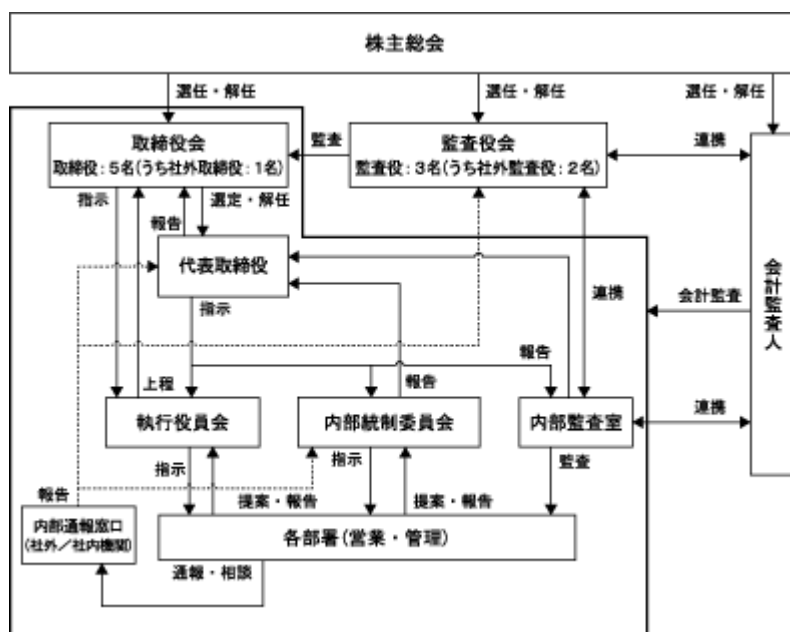 株主総会
選任・解任
選任・解任
選任・解任
取締役会
取締役：5名(うち社外取締役：1名)
監査
監査役会
監査役：3名(うち社外監査役：2名)
連携
指示
報告
選定・解任
代表取締役
指示
連携
会計監査
会計監査人
上程
報告
報告
執行役員会
内部統制委員会
内部監査室
連携
指示
提案・報告
指示
提案・報告
監査
報告
内部通報窓口
(社外／社内機関)
各部署(営業・管理)
通報・相談